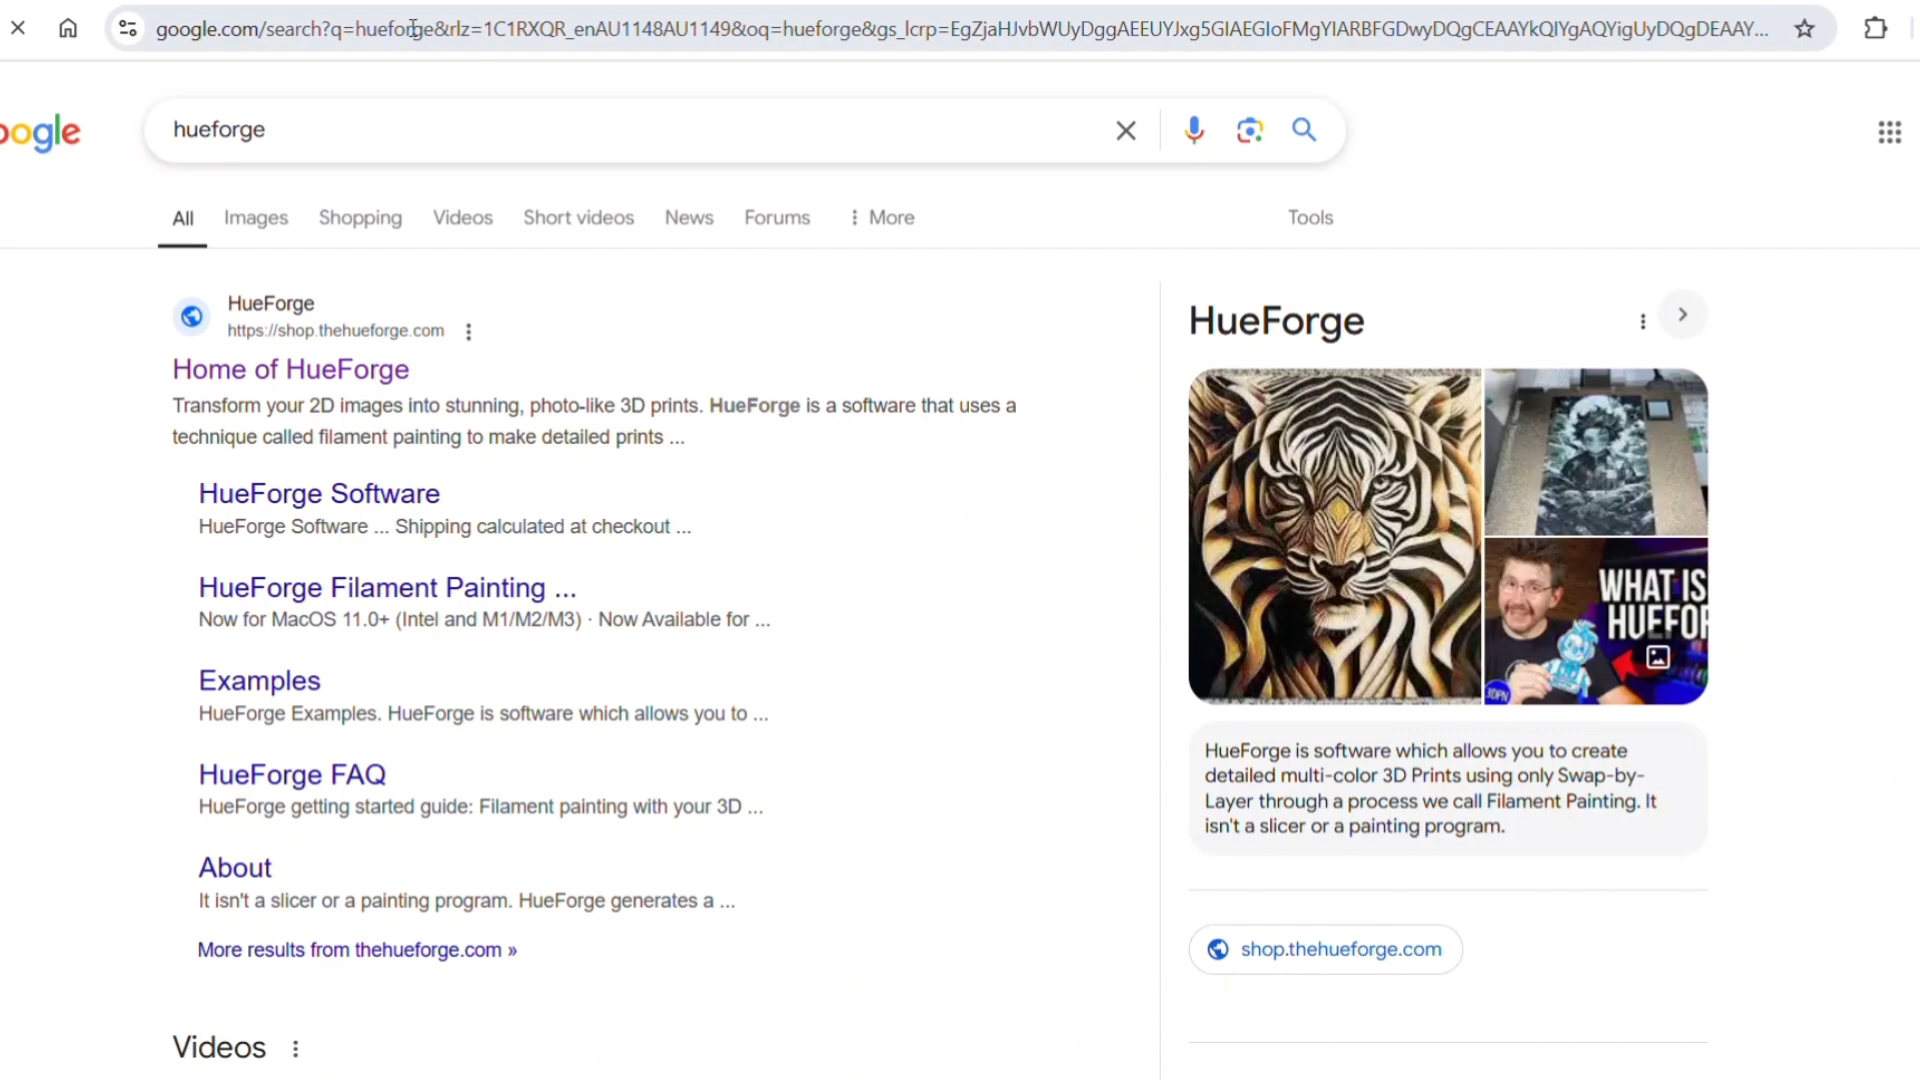 google.com/search?q=hueforge&rlz=1C1RXQR_enAU1148AU1149&oq=hueforge&gs_lcrp=EgZjaHJvbWUyDggAEEUYJxg5GIAEGIoFMgYIARBFGDwyDQgCEAAYkQIYgAQYigUyDQgDEAAY...
oogle
hueforge
All Images Shopping Videos Short videos News Forums More Tools
HueForge
https://shop.thehueforge.com
Home of HueForge
Transform your 2D images into stunning, photo-like 3D prints. HueForge is a software that uses a
technique called filament painting to make detailed prints ...
HueForge Software
HueForge Software ... Shipping calculated at checkout ...
HueForge Filament Painting ...
Now for MacOS 11.0+ (Intel and M1/M2/M3) · Now Available for ...
Examples
HueForge Examples. HueForge is software which allows you to ...
HueForge FAQ
HueForge getting started guide: Filament painting with your 3D ...
About
It isn't a slicer or a painting program. HueForge generates a ...
More results from thehueforge.com »
Videos
HueForge
WHAT IS
HUEFOR
3DPN
HueForge is software which allows you to create
detailed multi-color 3D Prints using only Swap-by-
Layer through a process we call Filament Painting. It
isn't a slicer or a painting program.
shop.thehueforge.com